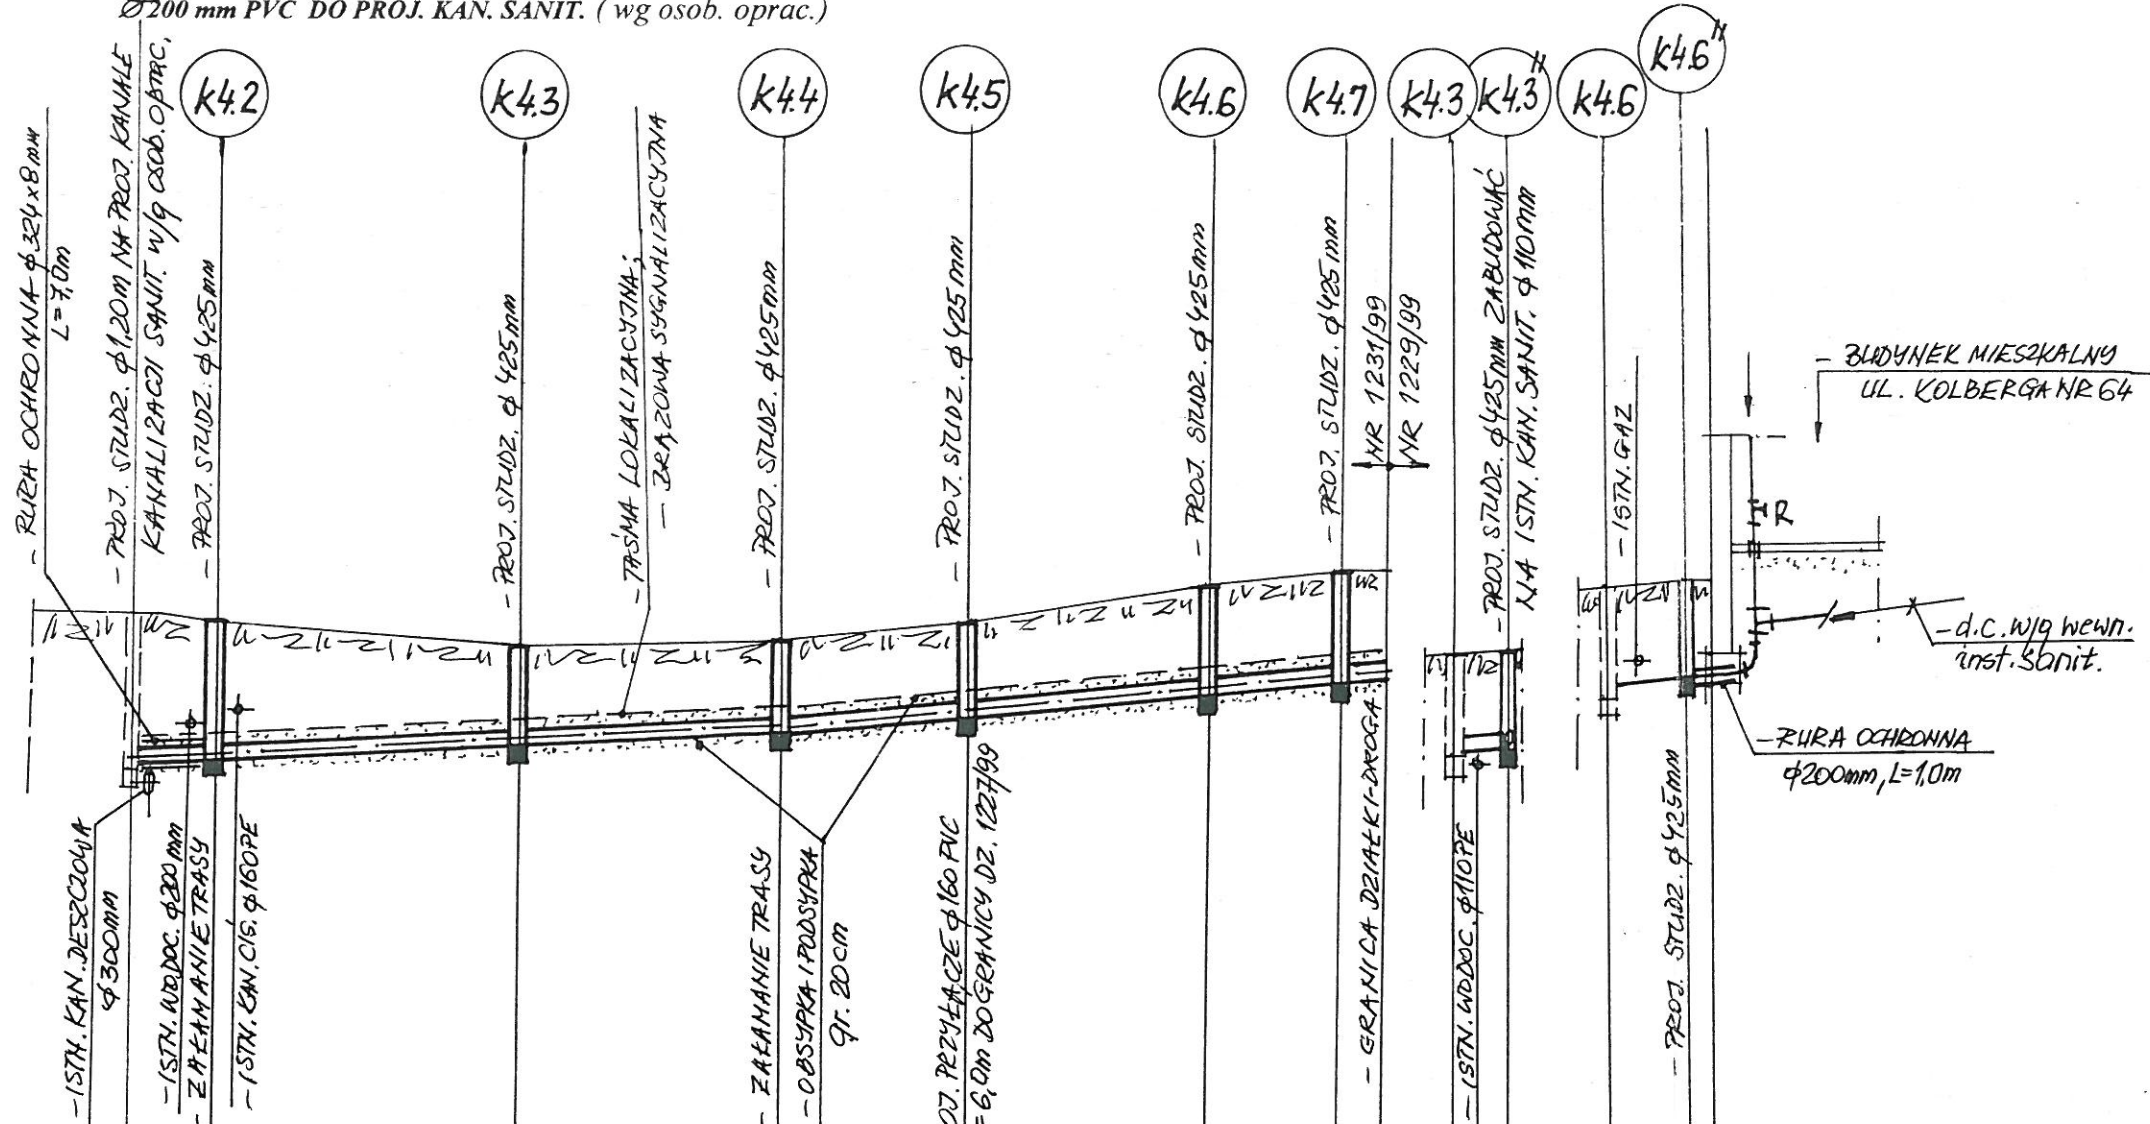 Ø200 mm PVC DO PROJ. KAN. SANIT. ( wg osob. oprac.)
K4.2
K4.3
K4.4
K4.5
K4.6
K4.7
K4.3
K4.3"
K4.6
K4.6"
- RURA OCHRONNA ϕ324x8mm
L=7,0m
- PROJ. STUDZ. ϕ1,20m NA PROJ. KANALE
KANALIZACJI SANIT. w/g osob. oprac.
- PROJ. STUDZ. ϕ425mm
- PROJ. STUDZ. ϕ425mm
- TAŚMA LOKALIZACYJNA;
- BRĄZOWA SYGNALIZACYJNA
- PROJ. STUDZ. ϕ425mm
- PROJ. STUDZ. ϕ425mm
- PROJ. STUDZ. ϕ425mm
- PROJ. STUDZ. ϕ425mm
NR 1231/99
NR 1229/99
- PROJ. STUDZ. ϕ425mm ZABUDOWAĆ
NA ISTN. KAN. SANIT. ϕ110mm
- ISTN. GAZ
- BUDYNEK MIESZKALNY
UL. KOLBERGA NR 64
R
- d.c. w/g wewn.
inst. sanit.
- RURA OCHRONNA
ϕ200mm, L=1,0m
- ISTN. KAN. DESZCZOWA
ϕ300mm
- ISTN. WODOC. ϕ200mm
- ZAŁAMANIE TRASY
- ISTN. KAN. CIŚ. ϕ160PE
- ZAŁAMANIE TRASY
- OBSYPKA I PODSYPKA
gr. 20cm
OJ. PRZYŁĄCZE ϕ160 PVC
=6,0m DO GRANICY DZ. 1227/99
- GRANICA DZIAŁKI-DROGA
- ISTN. WODOC. ϕ110PE
- PROJ. STUDZ. ϕ425mm